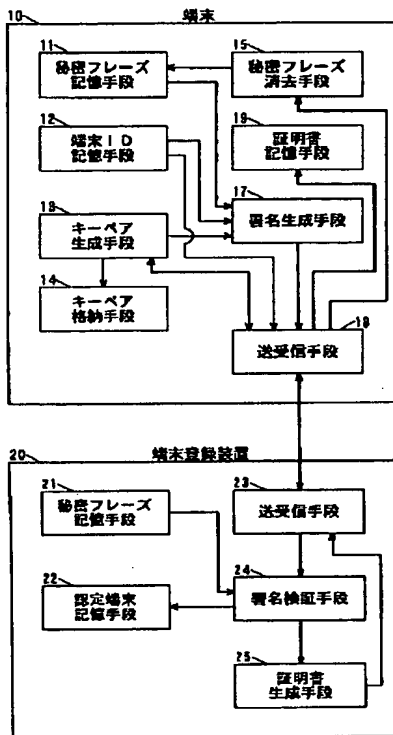 10
端末
11
秘密フレーズ
記憶手段
15
秘密フレーズ
消去手段
12
端末ID
記憶手段
16
証明書
記憶手段
13
キーペア
生成手段
17
署名生成手段
14
キーペア
格納手段
18
送受信手段
20
端末登録装置
21
秘密フレーズ
記憶手段
23
送受信手段
22
認定端末
記憶手段
24
署名検証手段
25
証明書
生成手段